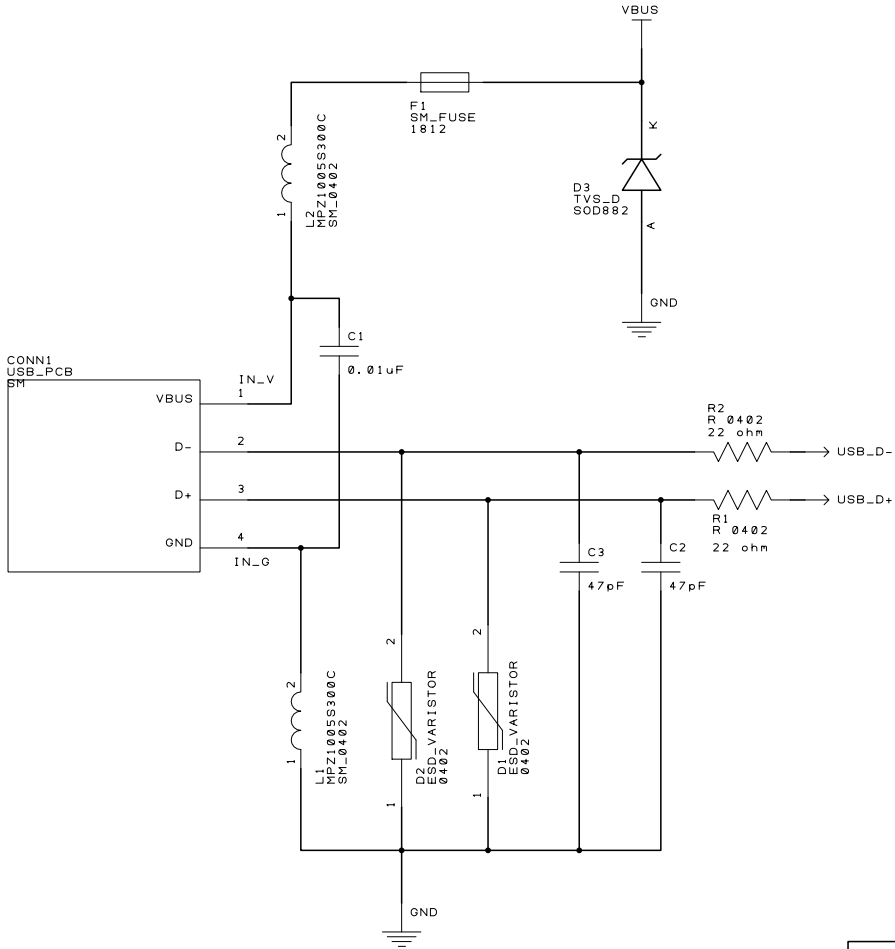 VBUS
F1
SM_FUSE
1812
2
1
L2
MPZ1005S300C
SM_0402
K
D3
TVS_D
SOD882
A
GND
C1
0.01uF
CONN1
USB_PCB
SM
VBUS
IN_V
1
D-
2
D+
3
GND
4
IN_G
R2
R 0402
22 ohm
USB_D-
USB_D+
R1
R 0402
22 ohm
C3
47pF
C2
47pF
2
1
L1
MPZ1005S300C
SM_0402
2
1
D2
ESD_VARISTOR
0402
2
1
D1
ESD_VARISTOR
0402
GND